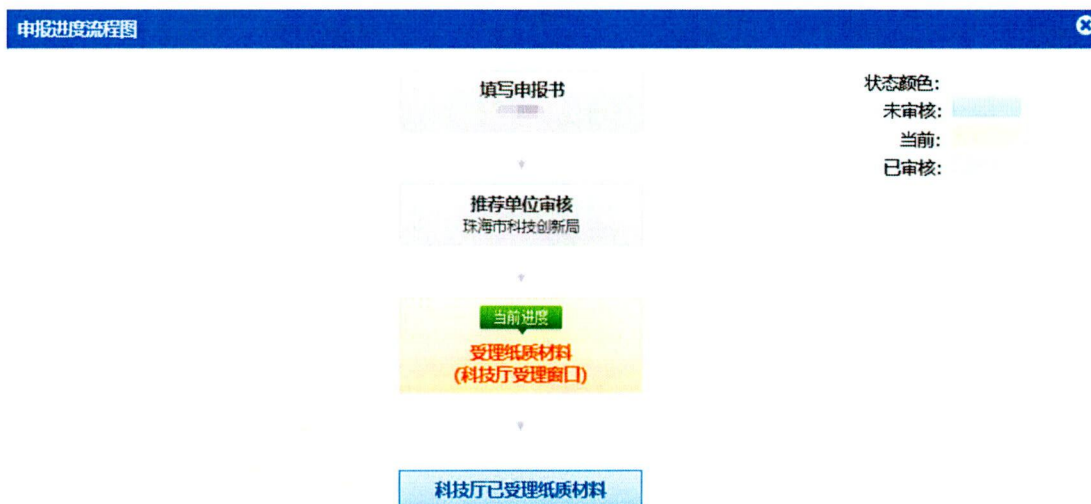 申报进度流程图
填写申报书
推荐单位审核
珠海市科技创新局
当前进度
受理纸质材料
(科技厅受理窗口)
科技厅已受理纸质材料
状态颜色：
未审核：
当前：
已审核：